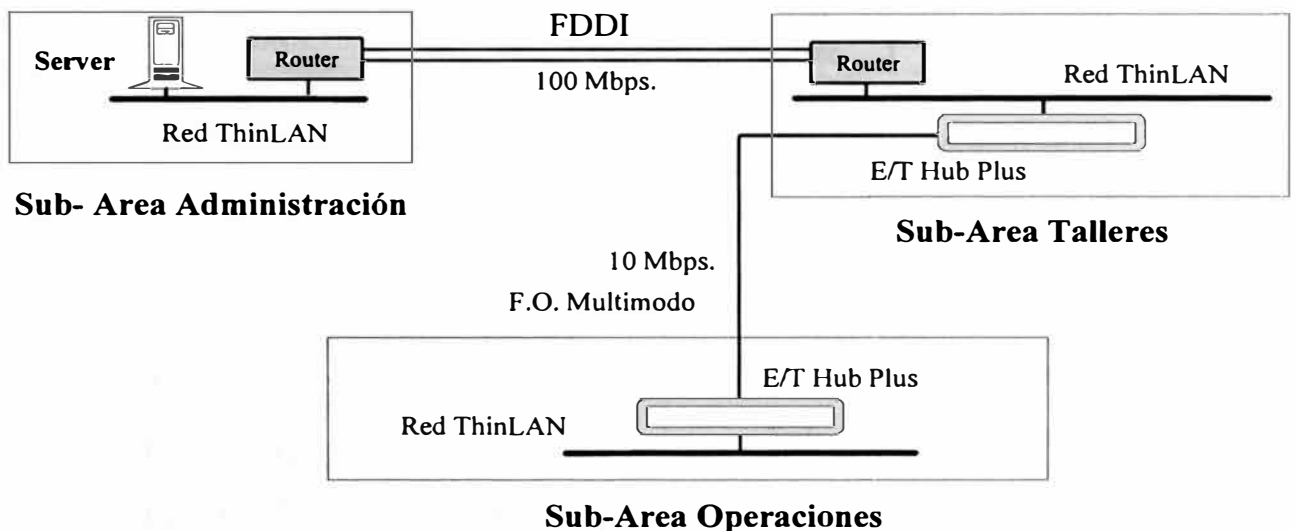 FDDI
Server
Router
100 Mbps.
Red ThinLAN
Sub- Area Administración
Router
Red ThinLAN
E/T Hub Plus
Sub-Area Talleres
10 Mbps.
F.O. Multimodo
E/T Hub Plus
Red ThinLAN
Sub-Area Operaciones